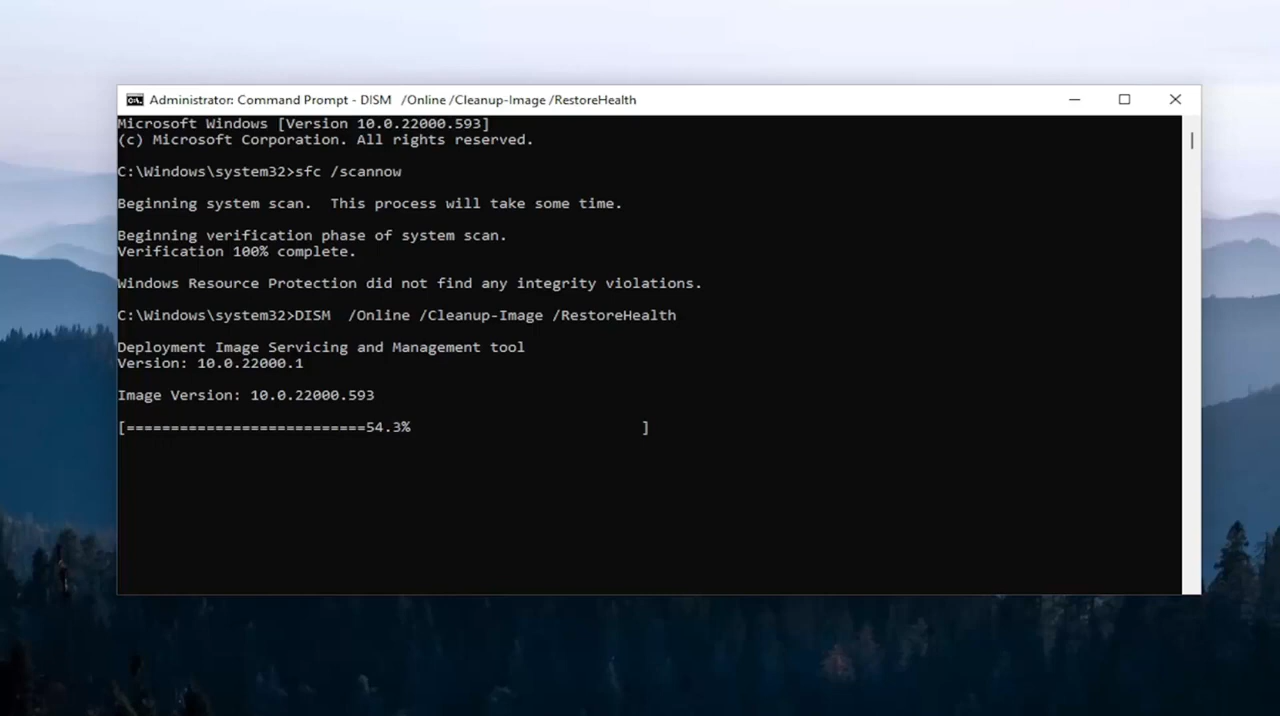 Administrator: Command Prompt - DISM  /Online /Cleanup-Image /RestoreHealth
Microsoft Windows [Version 10.0.22000.593]
(c) Microsoft Corporation. All rights reserved.
C:\Windows\system32>sfc /scannow
Beginning system scan.  This process will take some time.
Beginning verification phase of system scan.
Verification 100% complete.
Windows Resource Protection did not find any integrity violations.
C:\Windows\system32>DISM  /Online /Cleanup-Image /RestoreHealth
Deployment Image Servicing and Management tool
Version: 10.0.22000.1
Image Version: 10.0.22000.593
[===========================54.3%                          ]